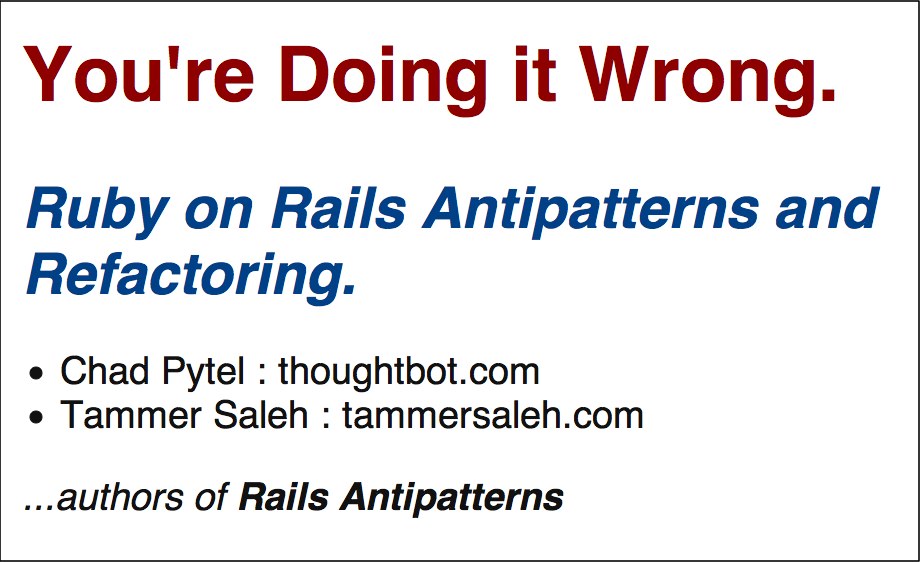 You're Doing it Wrong.
Ruby on Rails Antipatterns and
Refactoring.
• Chad Pytel : thoughtbot.com
• Tammer Saleh : tammersaleh.com
...authors of Rails Antipatterns